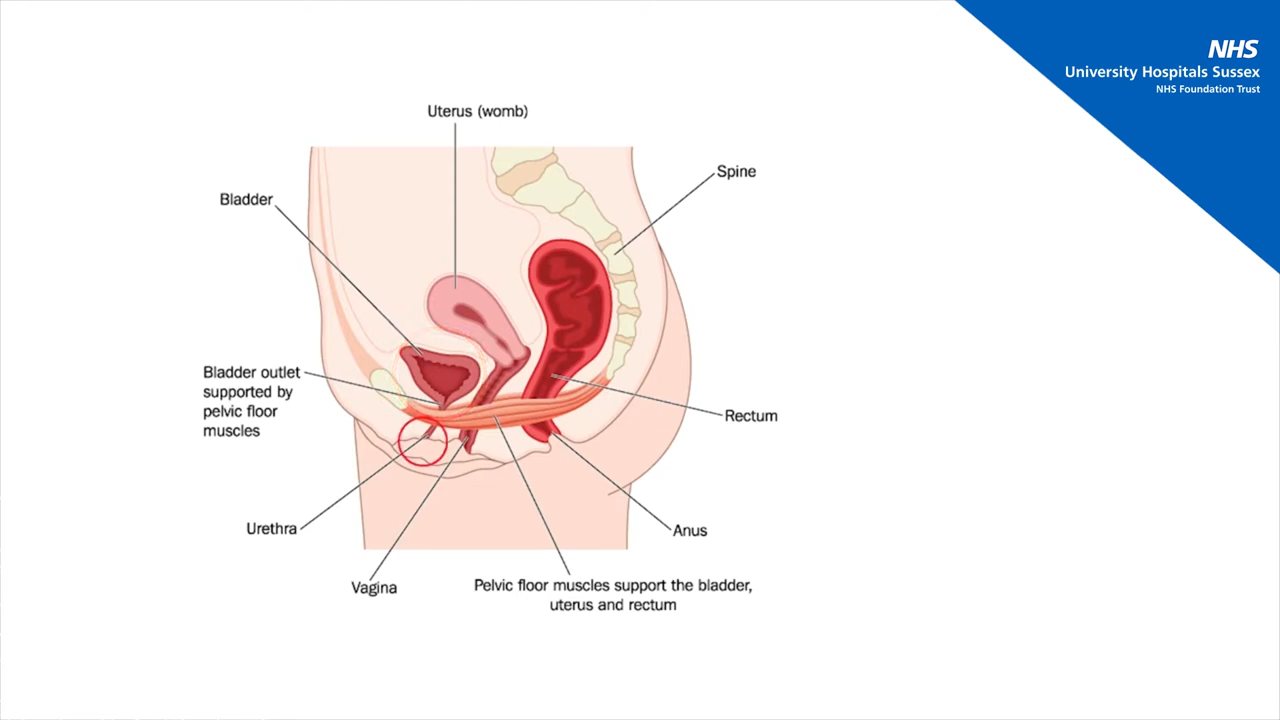 NHS
University Hospitals Sussex
NHS Foundation Trust
Uterus (womb)
Spine
Bladder
Bladder outlet
supported by
pelvic floor
muscles
Rectum
Urethra
Anus
Vagina
Pelvic floor muscles support the bladder,
uterus and rectum